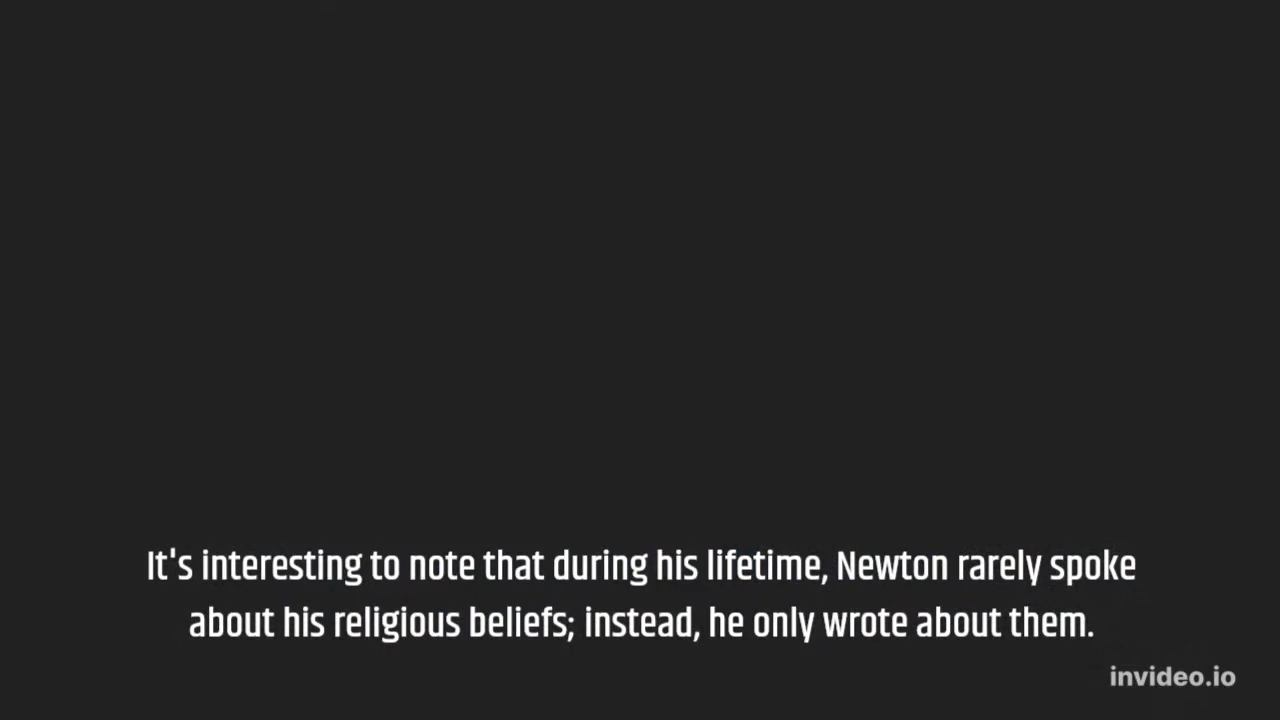 It's interesting to note that during his lifetime, Newton rarely spoke
about his religious beliefs; instead, he only wrote about them.
invideo.io